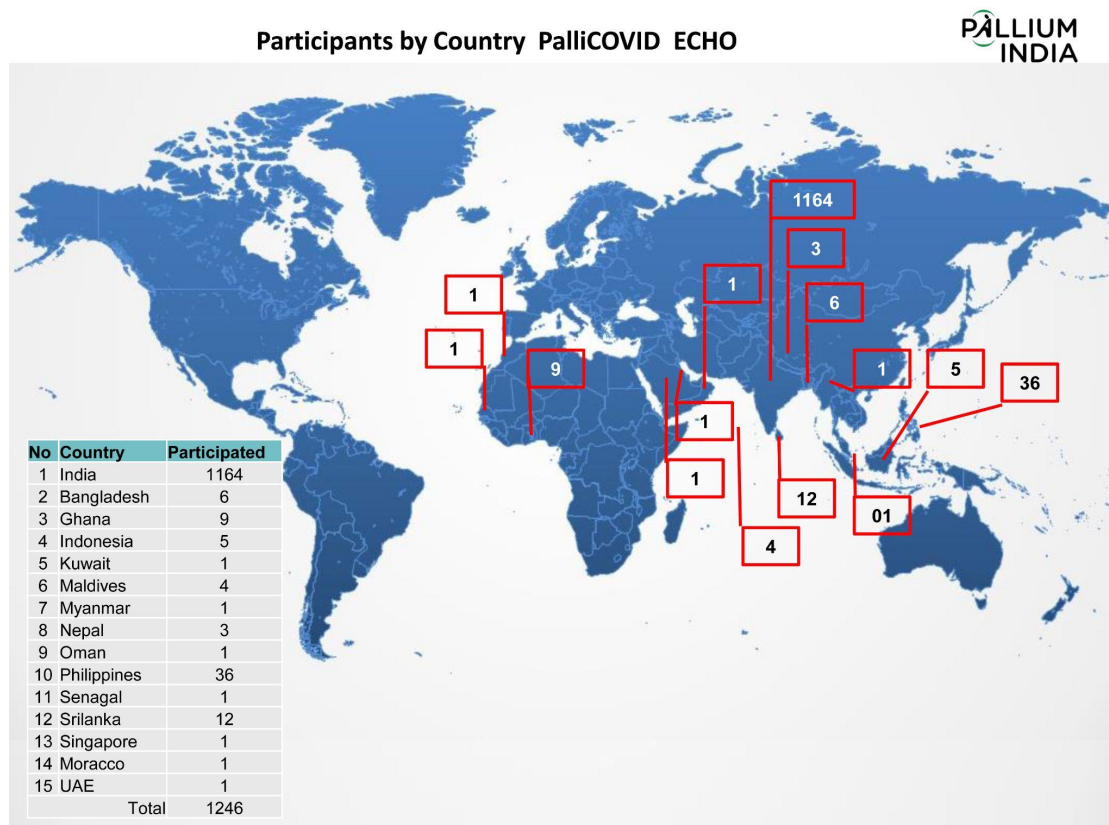 Participants by Country PalliCOVID ECHO
PALLIUM
INDIA
1164
3
1
1
6
1
9
1
5
36
1
1
12
01
4
No Country Participated
1 India 1164
2 Bangladesh 6
3 Ghana 9
4 Indonesia 5
5 Kuwait 1
6 Maldives 4
7 Myanmar 1
8 Nepal 3
9 Oman 1
10 Philippines 36
11 Senagal 1
12 Srilanka 12
13 Singapore 1
14 Moracco 1
15 UAE 1
Total 1246